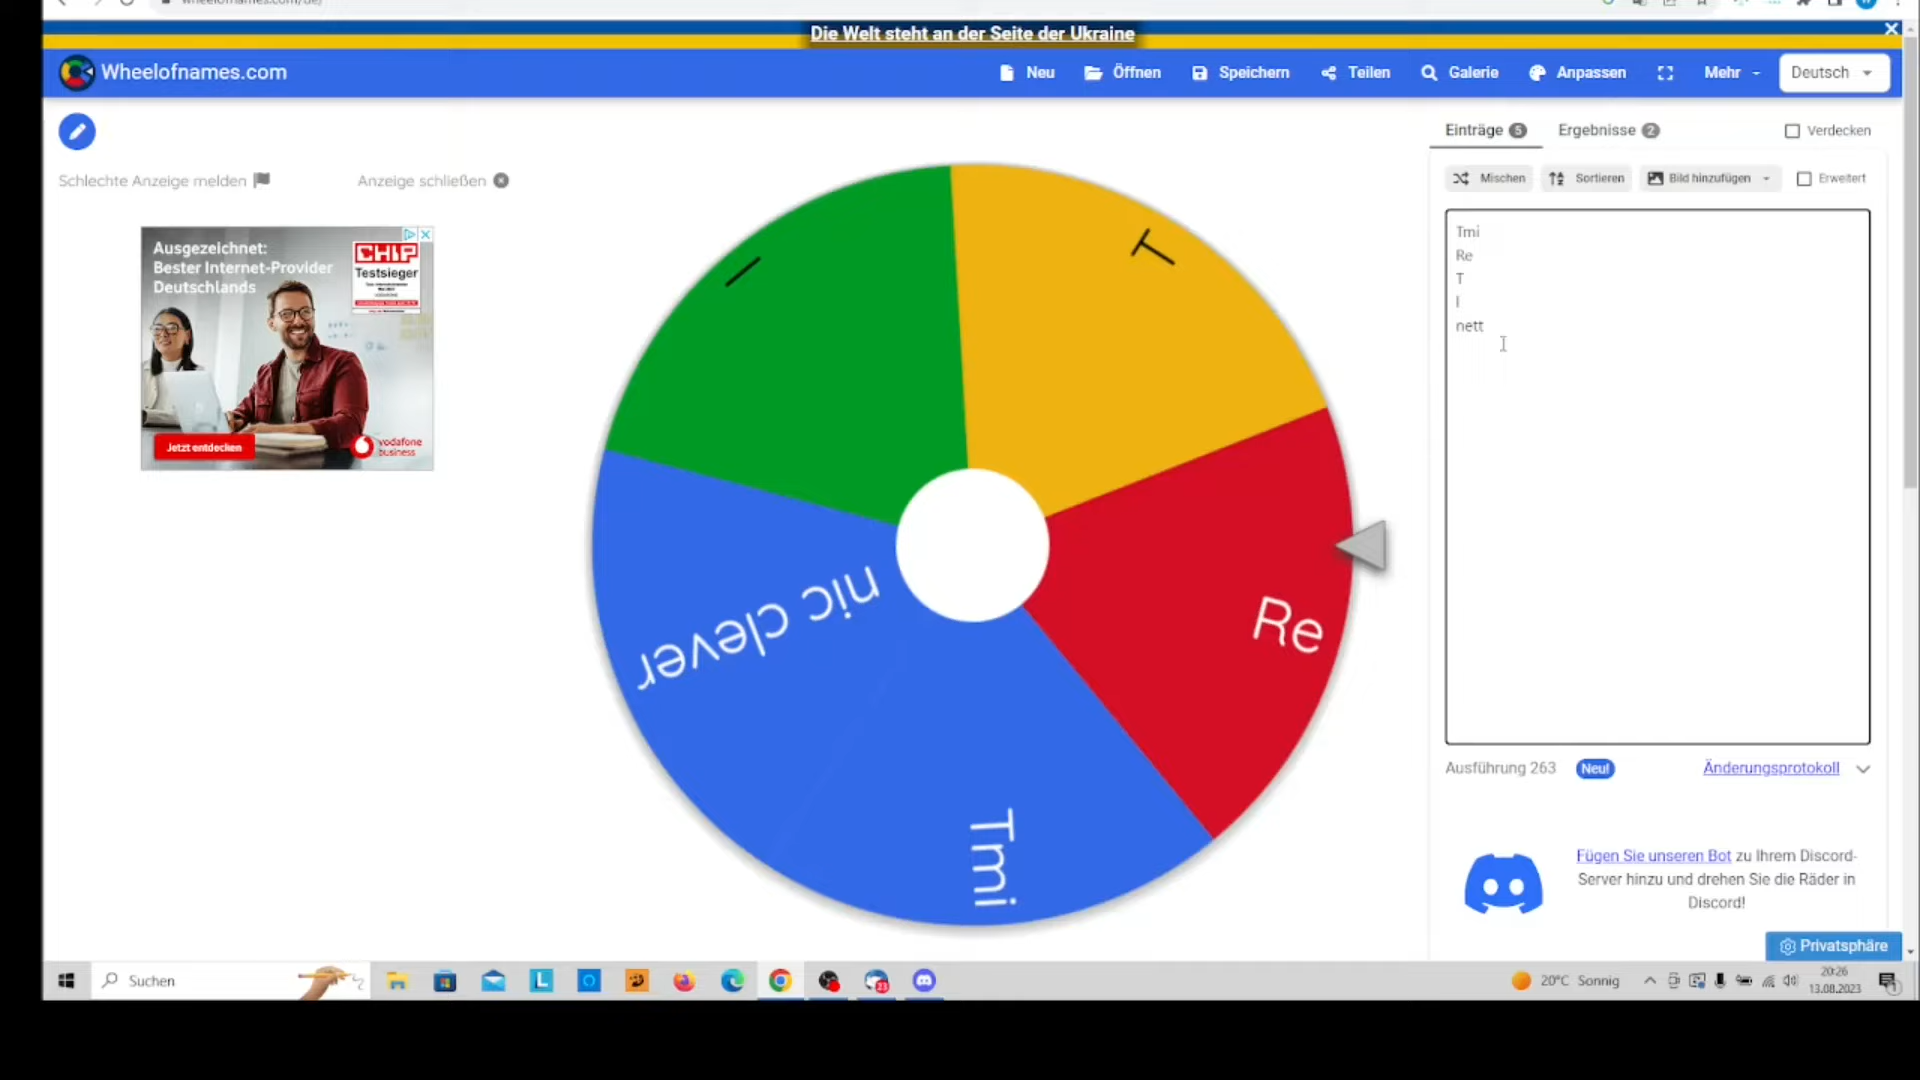 wheelofnames.com/de/
Die Welt steht an der Seite der Ukraine
Wheelofnames.com
Neu
Öffnen
Speichern
Teilen
Galerie
Anpassen
Mehr
Deutsch
Einträge 5
Ergebnisse 2
Verdecken
Schlechte Anzeige melden
Anzeige schließen
Mischen
Sortieren
Bild hinzufügen
Erweitert
Ausgezeichnet:
Bester Internet-Provider
Deutschlands
CHIP
Testsieger
Jetzt entdecken
vodafone
business
I
T
Re
Tmi
nic clever
Tmi
Re
T
I
nett
Ausführung 263
Neu!
Änderungsprotokoll
Fügen Sie unseren Bot zu Ihrem Discord-
Server hinzu und drehen Sie die Räder in
Discord!
Privatsphäre
Suchen
23
20°C Sonnig
20:26
13.08.2023